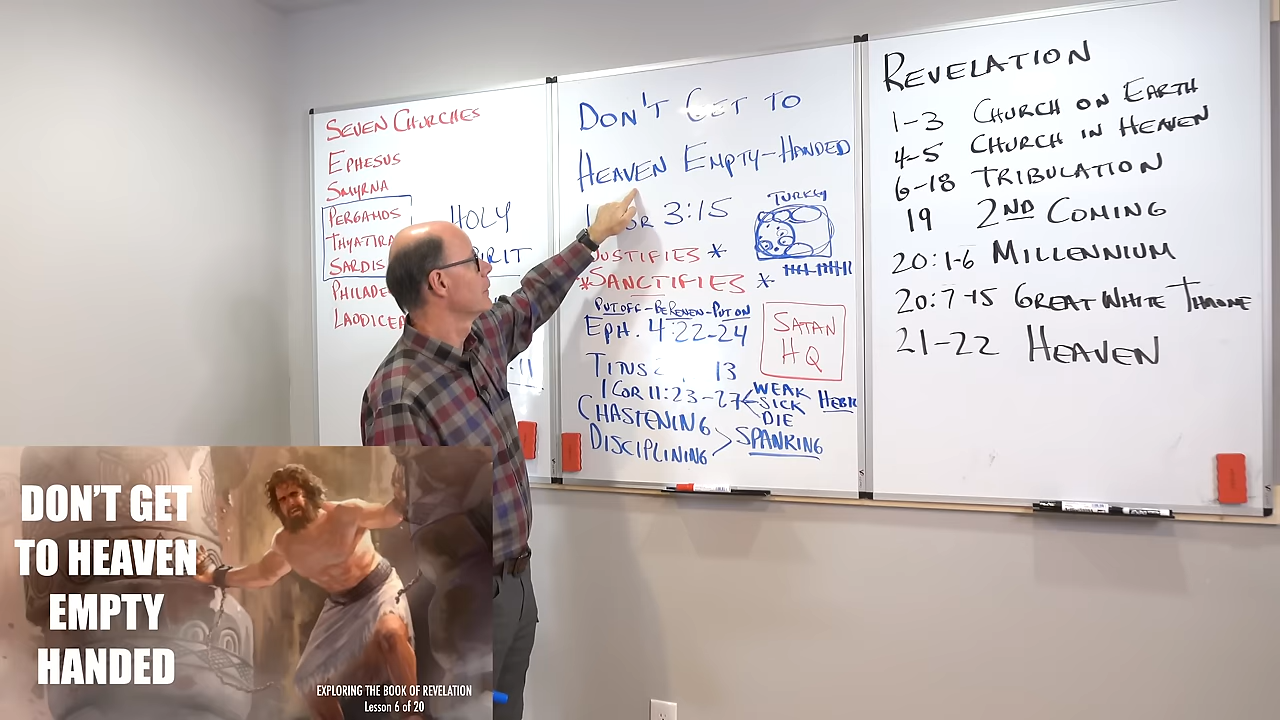 SEVEN CHURCHES
EPHESUS
SMYRNA
PERGAMOS
THYATIRA
SARDIS
PHILADE
LAODICEA
HOLY
DON'T GET TO
HEAVEN EMPTY-HANDED
3:15
TURKEY
JUSTIFIES *
*SANCTIFIES *
PUT OFF-BE RENEW-PUT ON
EPH. 4:22-24
SATAN
HQ
TITUS 13
1 COR 11:23-27
WEAK
SICK
DIE
CHASTENING
DISCIPLINING
SPANKING
REVELATION
1-3 CHURCH ON EARTH
4-5 CHURCH IN HEAVEN
6-18 TRIBULATION
19 2ND COMING
20:1-6 MILLENNIUM
20:7-15 GREAT WHITE THRONE
21-22 HEAVEN
DON'T GET
TO HEAVEN
EMPTY
HANDED
EXPLORING THE BOOK OF REVELATION
Lesson 6 of 20